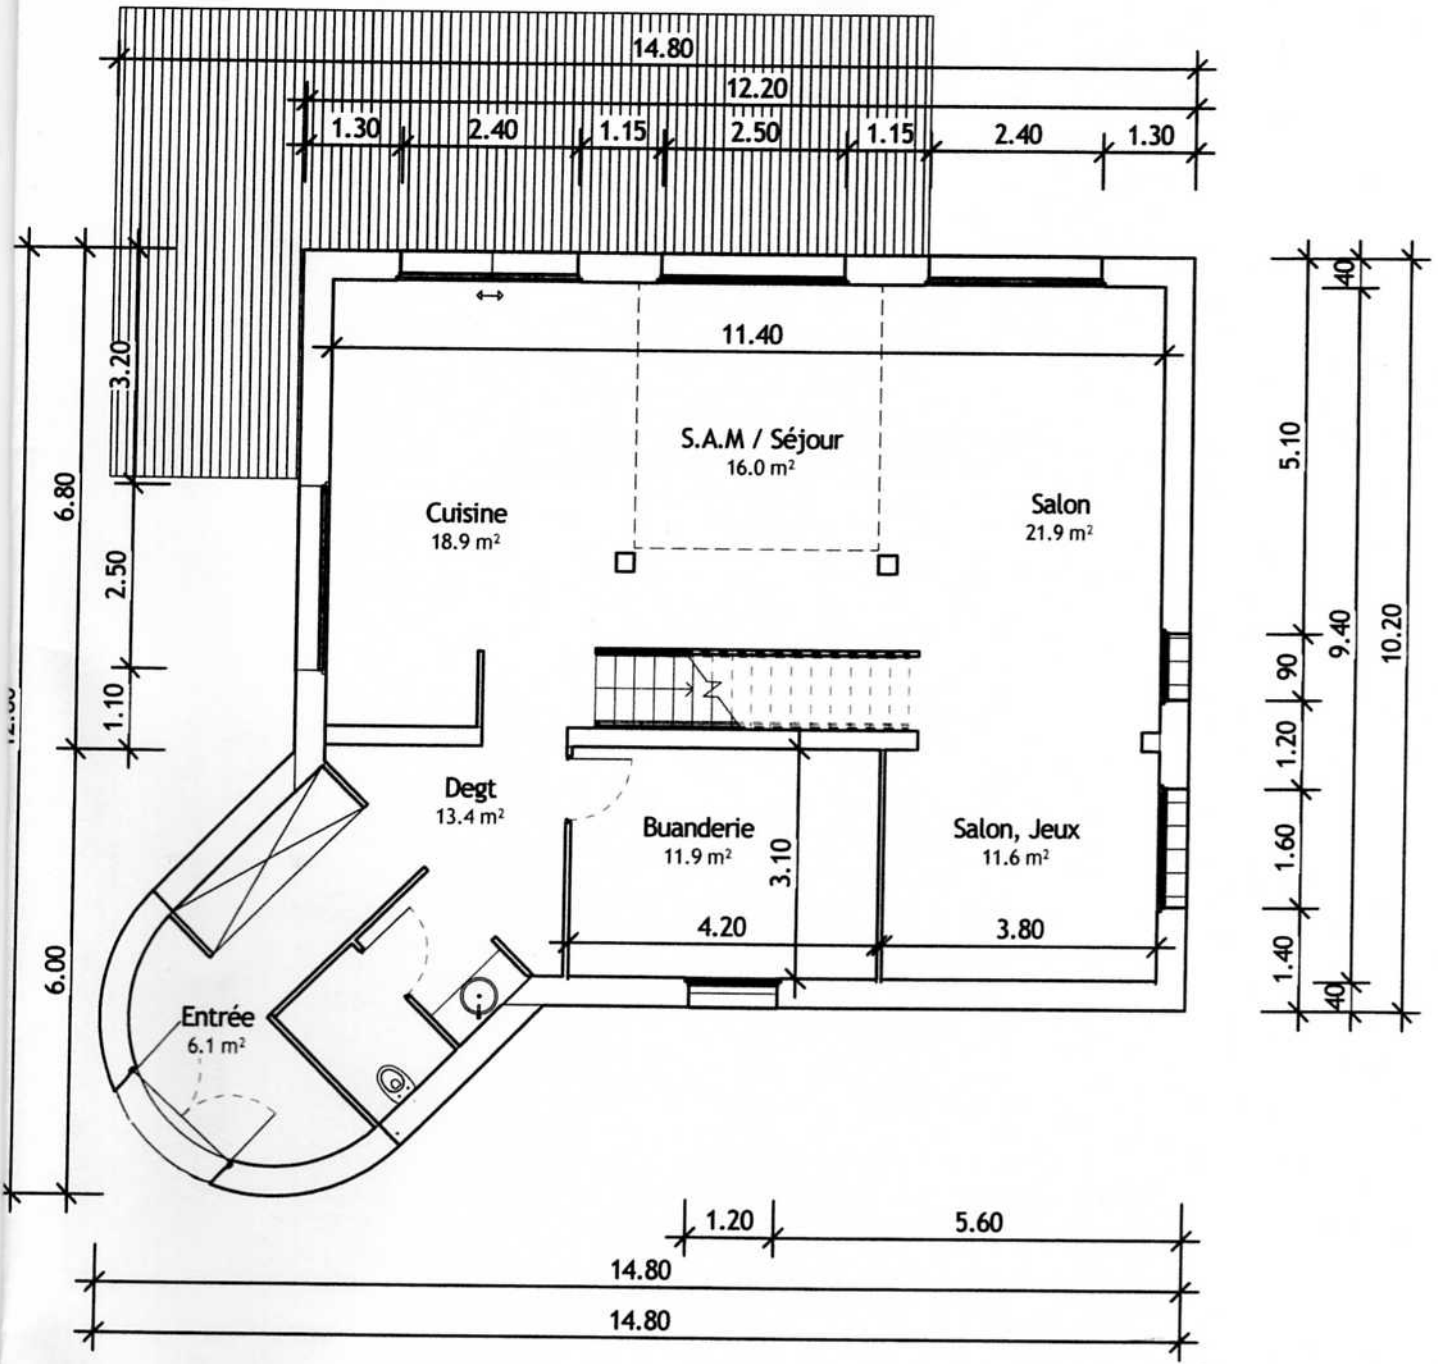 14.80
12.20
1.30 2.40 1.15 2.50 1.15 2.40 1.30
40
11.40
3.20
5.10
S.A.M / Séjour
16.0 m²
6.80
Cuisine
18.9 m²
Salon
21.9 m²
2.50
9.40
10.20
90
1.10
1.20
Degt
13.4 m²
Buanderie
11.9 m²
3.10
Salon, Jeux
11.6 m²
1.60
4.20
3.80
6.00
1.40
40
Entrée
6.1 m²
1.20
5.60
14.80
14.80